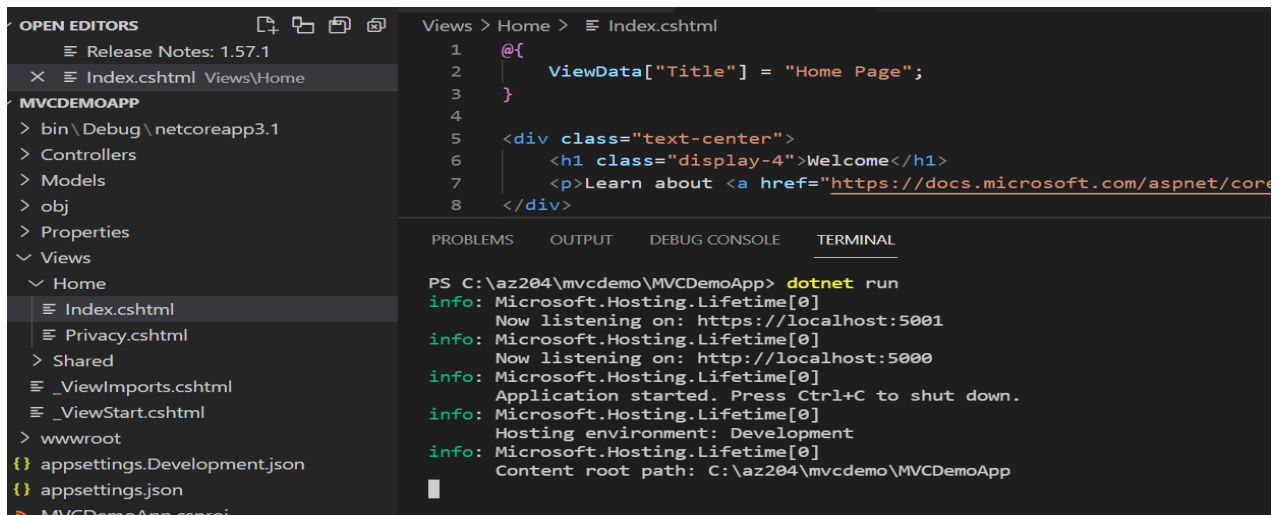 OPEN EDITORS
Release Notes: 1.57.1
Index.cshtml Views\Home
MVCDEMOAPP
bin\Debug\netcoreapp3.1
Controllers
Models
obj
Properties
Views
Home
Index.cshtml
Privacy.cshtml
Shared
_ViewImports.cshtml
_ViewStart.cshtml
wwwroot
{} appsettings.Development.json
{} appsettings.json
MVCDemoApp.csproj
Views > Home > Index.cshtml
1 @{
2 ViewData["Title"] = "Home Page";
3 }
4
5 <div class="text-center">
6 <h1 class="display-4">Welcome</h1>
7 <p>Learn about <a href="https://docs.microsoft.com/aspnet/core
8 </div>
PROBLEMS OUTPUT DEBUG CONSOLE TERMINAL
PS C:\az204\mvcdemo\MVCDemoApp> dotnet run
info: Microsoft.Hosting.Lifetime[0]
Now listening on: https://localhost:5001
info: Microsoft.Hosting.Lifetime[0]
Now listening on: http://localhost:5000
info: Microsoft.Hosting.Lifetime[0]
Application started. Press Ctrl+C to shut down.
info: Microsoft.Hosting.Lifetime[0]
Hosting environment: Development
info: Microsoft.Hosting.Lifetime[0]
Content root path: C:\az204\mvcdemo\MVCDemoApp